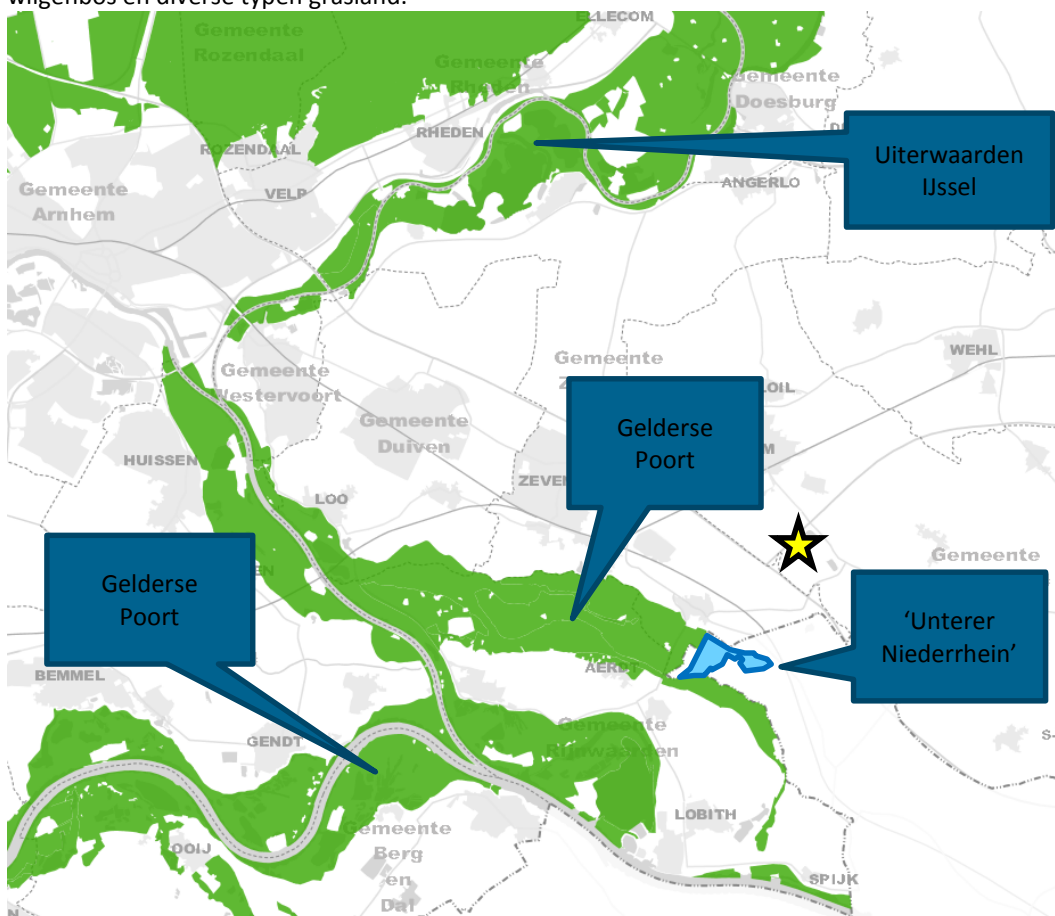 wilgenbos en diverse typen grasland.
ELLECOM
Gemeente
Rozendaal
Gemeente
Rheden
Gemeente
Doesburg
RHEDEN
ROZENDAAL
Uiterwaarden
IJssel
Gemeente
Arnhem
VELP
ANGERLO
WEHL
Gemeente
Gemeente
Westervoort
Gemeente
Duiven
Gelderse
Poort
HUISSEN
LOO
Gelderse
Poort
Gemeente
'Unterer
Niederrhein'
AERDT
BEMMEL
GENDT
Gemeente
Rijnwaarden
LOBITH
Gemeente
Berg
en
Dal
OOIJ
SPIJK